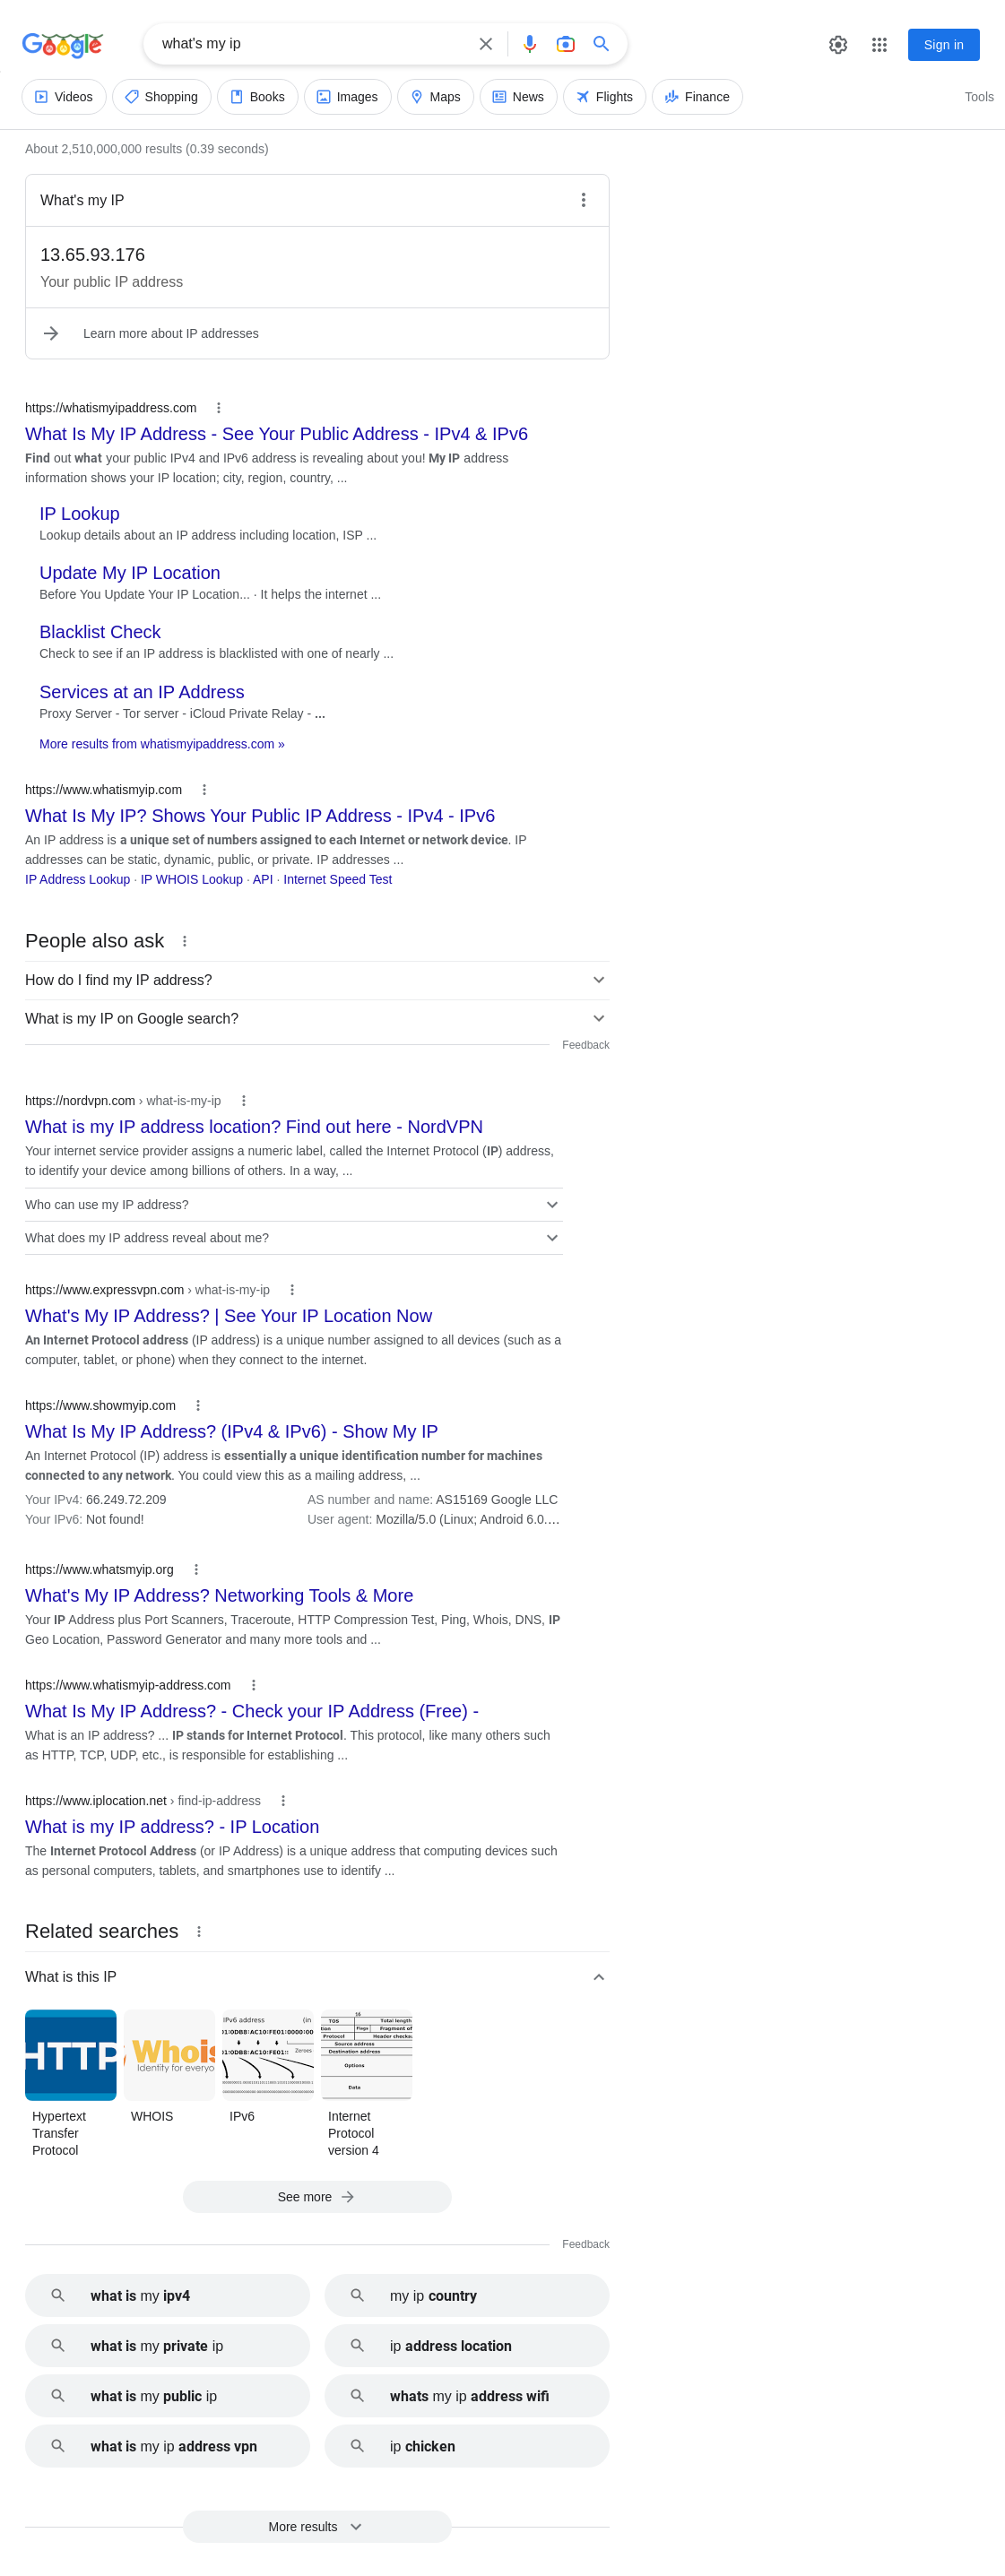 Google
what's my ip
Sign in
Videos
Shopping
Books
Images
Maps
News
Flights
Finance
Tools
About 2,510,000,000 results (0.39 seconds)
What's my IP
13.65.93.176
Your public IP address
Learn more about IP addresses
https://whatismyipaddress.com
What Is My IP Address - See Your Public Address - IPv4 & IPv6
Find out what your public IPv4 and IPv6 address is revealing about you! My IP address
information shows your IP location; city, region, country, ...
IP Lookup
Lookup details about an IP address including location, ISP ...
Update My IP Location
Before You Update Your IP Location... · It helps the internet ...
Blacklist Check
Check to see if an IP address is blacklisted with one of nearly ...
Services at an IP Address
Proxy Server - Tor server - iCloud Private Relay - ...
More results from whatismyipaddress.com »
https://www.whatismyip.com
What Is My IP? Shows Your Public IP Address - IPv4 - IPv6
An IP address is a unique set of numbers assigned to each Internet or network device. IP
addresses can be static, dynamic, public, or private. IP addresses ...
IP Address Lookup · IP WHOIS Lookup · API · Internet Speed Test
People also ask
How do I find my IP address?
What is my IP on Google search?
Feedback
https://nordvpn.com › what-is-my-ip
What is my IP address location? Find out here - NordVPN
Your internet service provider assigns a numeric label, called the Internet Protocol (IP) address,
to identify your device among billions of others. In a way, ...
Who can use my IP address?
What does my IP address reveal about me?
https://www.expressvpn.com › what-is-my-ip
What's My IP Address? | See Your IP Location Now
An Internet Protocol address (IP address) is a unique number assigned to all devices (such as a
computer, tablet, or phone) when they connect to the internet.
https://www.showmyip.com
What Is My IP Address? (IPv4 & IPv6) - Show My IP
An Internet Protocol (IP) address is essentially a unique identification number for machines
connected to any network. You could view this as a mailing address, ...
Your IPv4: 66.249.72.209
AS number and name: AS15169 Google LLC
Your IPv6: Not found!
User agent: Mozilla/5.0 (Linux; Android 6.0....
https://www.whatsmyip.org
What's My IP Address? Networking Tools & More
Your IP Address plus Port Scanners, Traceroute, HTTP Compression Test, Ping, Whois, DNS, IP
Geo Location, Password Generator and many more tools and ...
https://www.whatismyip-address.com
What Is My IP Address? - Check your IP Address (Free) -
What is an IP address? ... IP stands for Internet Protocol. This protocol, like many others such
as HTTP, TCP, UDP, etc., is responsible for establishing ...
https://www.iplocation.net › find-ip-address
What is my IP address? - IP Location
The Internet Protocol Address (or IP Address) is a unique address that computing devices such
as personal computers, tablets, and smartphones use to identify ...
Related searches
What is this IP
HTTP
Whois
Identity for everyo
IPv6 address (in
Zeroes
16
TOS Total length
Flags Fragment of
Protocol Header checks
Source address
Destination address
Options
Data
Hypertext
Transfer
Protocol
WHOIS
IPv6
Internet
Protocol
version 4
See more
Feedback
what is my ipv4
my ip country
what is my private ip
ip address location
what is my public ip
whats my ip address wifi
what is my ip address vpn
ip chicken
More results